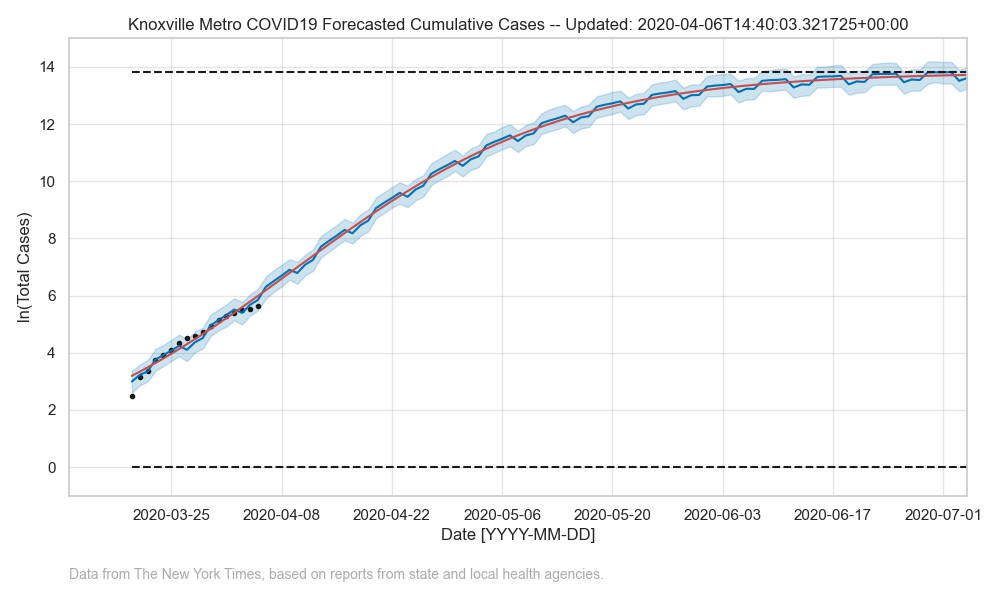 Knoxville Metro COVID19 Forecasted Cumulative Cases -- Updated: 2020-04-06T14:40:03.321725+00:00
14
12
10
8
6
4
2
0
ln(Total Cases)
2020-03-25 2020-04-08 2020-04-22 2020-05-06 2020-05-20 2020-06-03 2020-06-17 2020-07-01
Date [YYYY-MM-DD]
Data from The New York Times, based on reports from state and local health agencies.